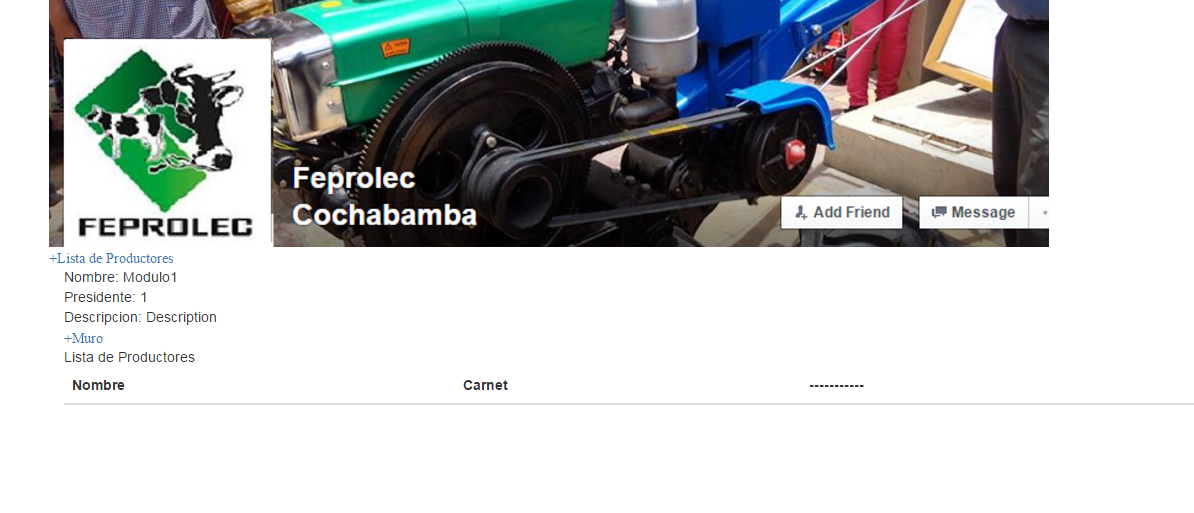 FEPROLEC
Feprolec
Cochabamba
Add Friend
Message
+Lista de Productores
Nombre: Modulo1
Presidente: 1
Descripcion: Description
+Muro
Lista de Productores
Nombre Carnet -----------